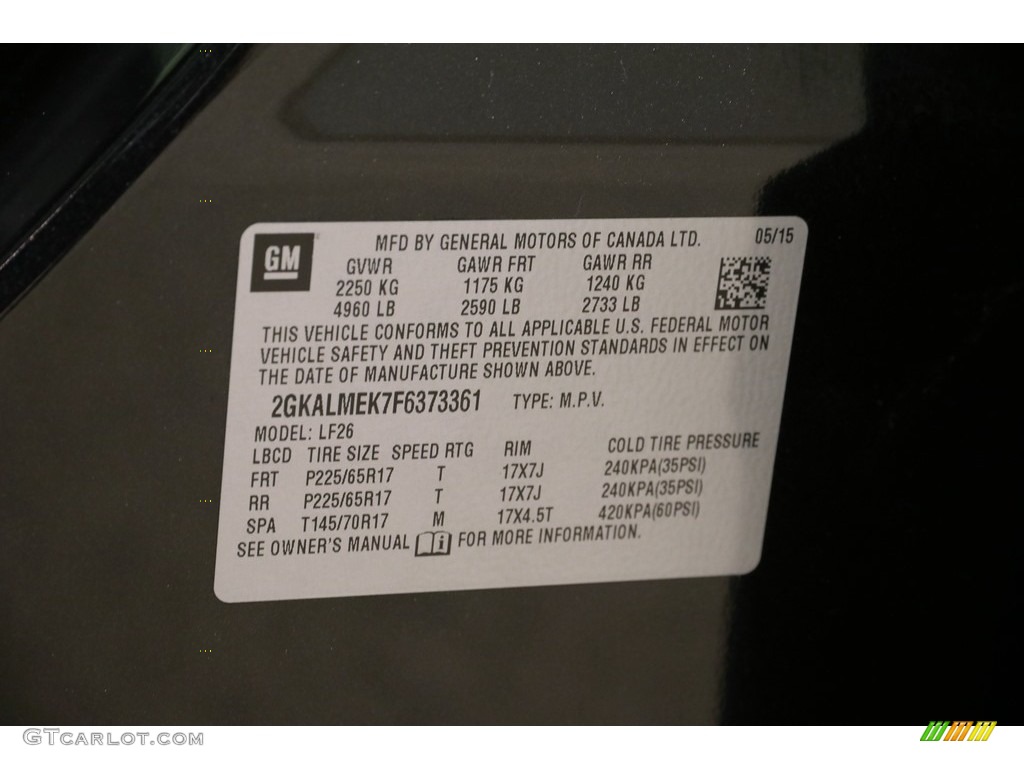 GM MFD BY GENERAL MOTORS OF CANADA LTD. 05/15
GVWR GAWR FRT GAWR RR
2250 KG 1175 KG 1240 KG
4960 LB 2590 LB 2733 LB
THIS VEHICLE CONFORMS TO ALL APPLICABLE U.S. FEDERAL MOTOR
VEHICLE SAFETY AND THEFT PREVENTION STANDARDS IN EFFECT ON
THE DATE OF MANUFACTURE SHOWN ABOVE.
2GKALMEK7F6373361 TYPE: M.P.V.
MODEL: LF26
LBCD TIRE SIZE SPEED RTG RIM COLD TIRE PRESSURE
FRT P225/65R17 T 17X7J 240KPA(35PSI)
RR P225/65R17 T 17X7J 240KPA(35PSI)
SPA T145/70R17 M 17X4.5T 420KPA(60PSI)
SEE OWNER'S MANUAL i FOR MORE INFORMATION.
GTcarlot.com